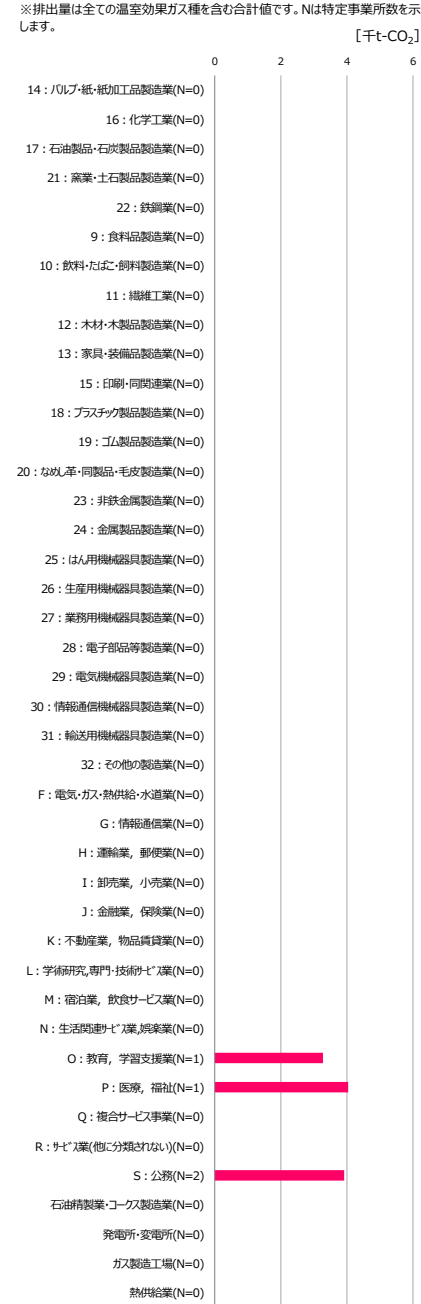 ※排出量は全ての温室効果ガス種を含む合計値です。Nは特定事業所数を示
します。
[千t-CO2]
0 2 4 6
14：パルプ・紙・紙加工品製造業(N=0)
16：化学工業(N=0)
17：石油製品・石炭製品製造業(N=0)
21：窯業・土石製品製造業(N=0)
22：鉄鋼業(N=0)
9：食料品製造業(N=0)
10：飲料・たばこ・飼料製造業(N=0)
11：繊維工業(N=0)
12：木材・木製品製造業(N=0)
13：家具・装備品製造業(N=0)
15：印刷・同関連業(N=0)
18：プラスチック製品製造業(N=0)
19：ゴム製品製造業(N=0)
20：なめし革・同製品・毛皮製造業(N=0)
23：非鉄金属製造業(N=0)
24：金属製品製造業(N=0)
25：はん用機械器具製造業(N=0)
26：生産用機械器具製造業(N=0)
27：業務用機械器具製造業(N=0)
28：電子部品等製造業(N=0)
29：電気機械器具製造業(N=0)
30：情報通信機械器具製造業(N=0)
31：輸送用機械器具製造業(N=0)
32：その他の製造業(N=0)
F：電気・ガス・熱供給・水道業(N=0)
G：情報通信業(N=0)
H：運輸業，郵便業(N=0)
I：卸売業，小売業(N=0)
J：金融業，保険業(N=0)
K：不動産業，物品賃貸業(N=0)
L：学術研究,専門・技術ｻｰﾋﾞｽ業(N=0)
M：宿泊業，飲食サービス業(N=0)
N：生活関連ｻｰﾋﾞｽ業,娯楽業(N=0)
O：教育，学習支援業(N=1)
P：医療，福祉(N=1)
Q：複合サービス事業(N=0)
R：ｻｰﾋﾞｽ業(他に分類されない)(N=0)
S：公務(N=2)
石油精製業・コークス製造業(N=0)
発電所・変電所(N=0)
ガス製造工場(N=0)
熱供給業(N=0)